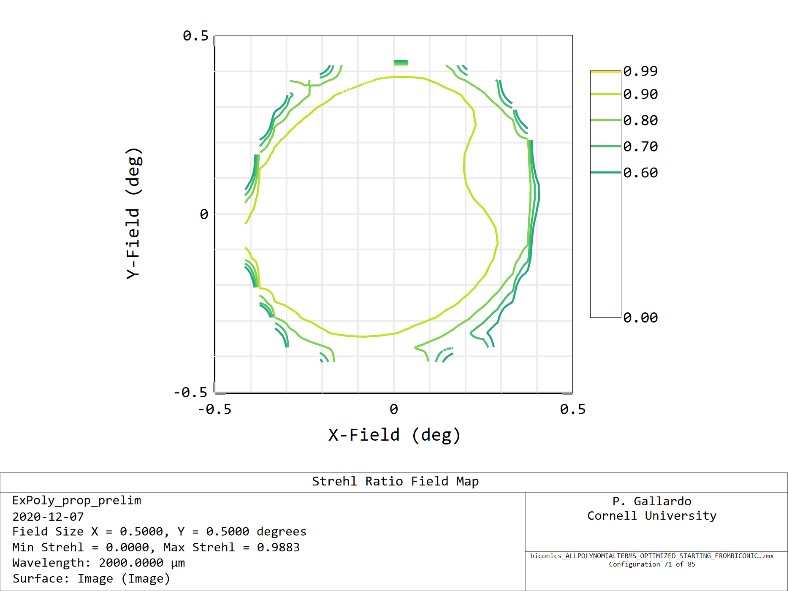 0.5
0
-0.5
Y-Field (deg)
-0.5
0
0.5
X-Field (deg)
0.99
0.90
0.80
0.70
0.60
0.00
Strehl Ratio Field Map
ExPoly_prop_prelim
2020-12-07
Field Size X = 0.5000, Y = 0.5000 degrees
Min Strehl = 0.0000, Max Strehl = 0.9883
Wavelength: 2000.0000 µm
Surface: Image (Image)
P. Gallardo
Cornell University
biconics_ALLPOLYNOMIALTERMS_OPTIMIZED_STARTING_FROMBICONIC.zmx
Configuration 71 of 85